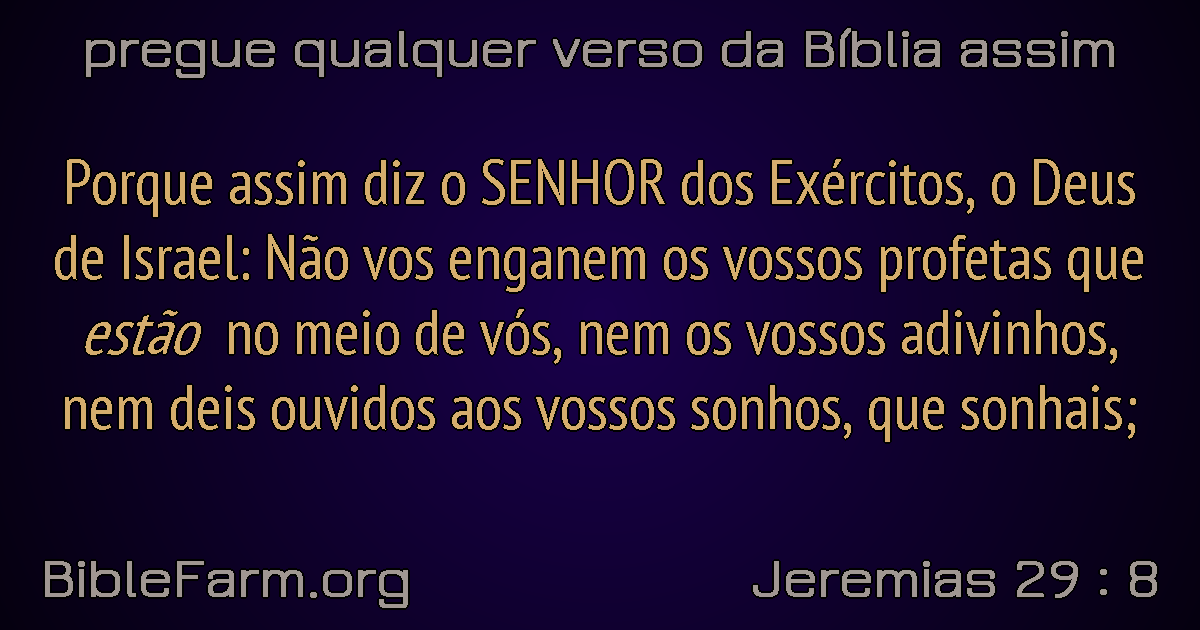 pregue qualquer verso da Bíblia assim
Porque assim diz o SENHOR dos Exércitos, o Deus
de Israel: Não vos enganem os vossos profetas que
estão no meio de vós, nem os vossos adivinhos,
nem deis ouvidos aos vossos sonhos, que sonhais;
BibleFarm.org
Jeremias 29 : 8